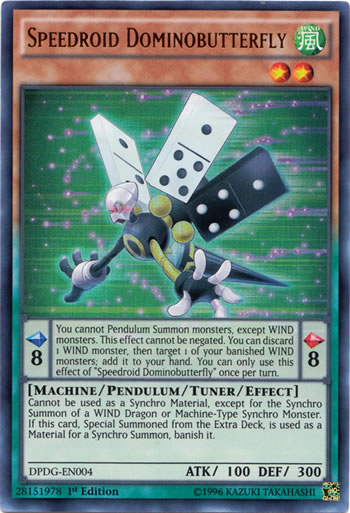 SPEEDROID DOMINOBUTTERFLY
WIND
風
You cannot Pendulum Summon monsters, except WIND
monsters. This effect cannot be negated. You can discard
1 WIND monster, then target 1 of your banished WIND
monsters; add it to your hand. You can only use this
effect of "Speedroid Dominobutterfly" once per turn.
8
8
[MACHINE/PENDULUM/TUNER/EFFECT]
Cannot be used as Synchro Material, except for the Synchro
Summon of a WIND Dragon or Machine-Type Synchro Monster.
If this card, Special Summoned from the Extra Deck, is used as a
Material for a Synchro Summon, banish it.
DPDG-EN004
ATK/ 100 DEF/ 300
28151978 1st Edition
©1996 KAZUKI TAKAHASHI